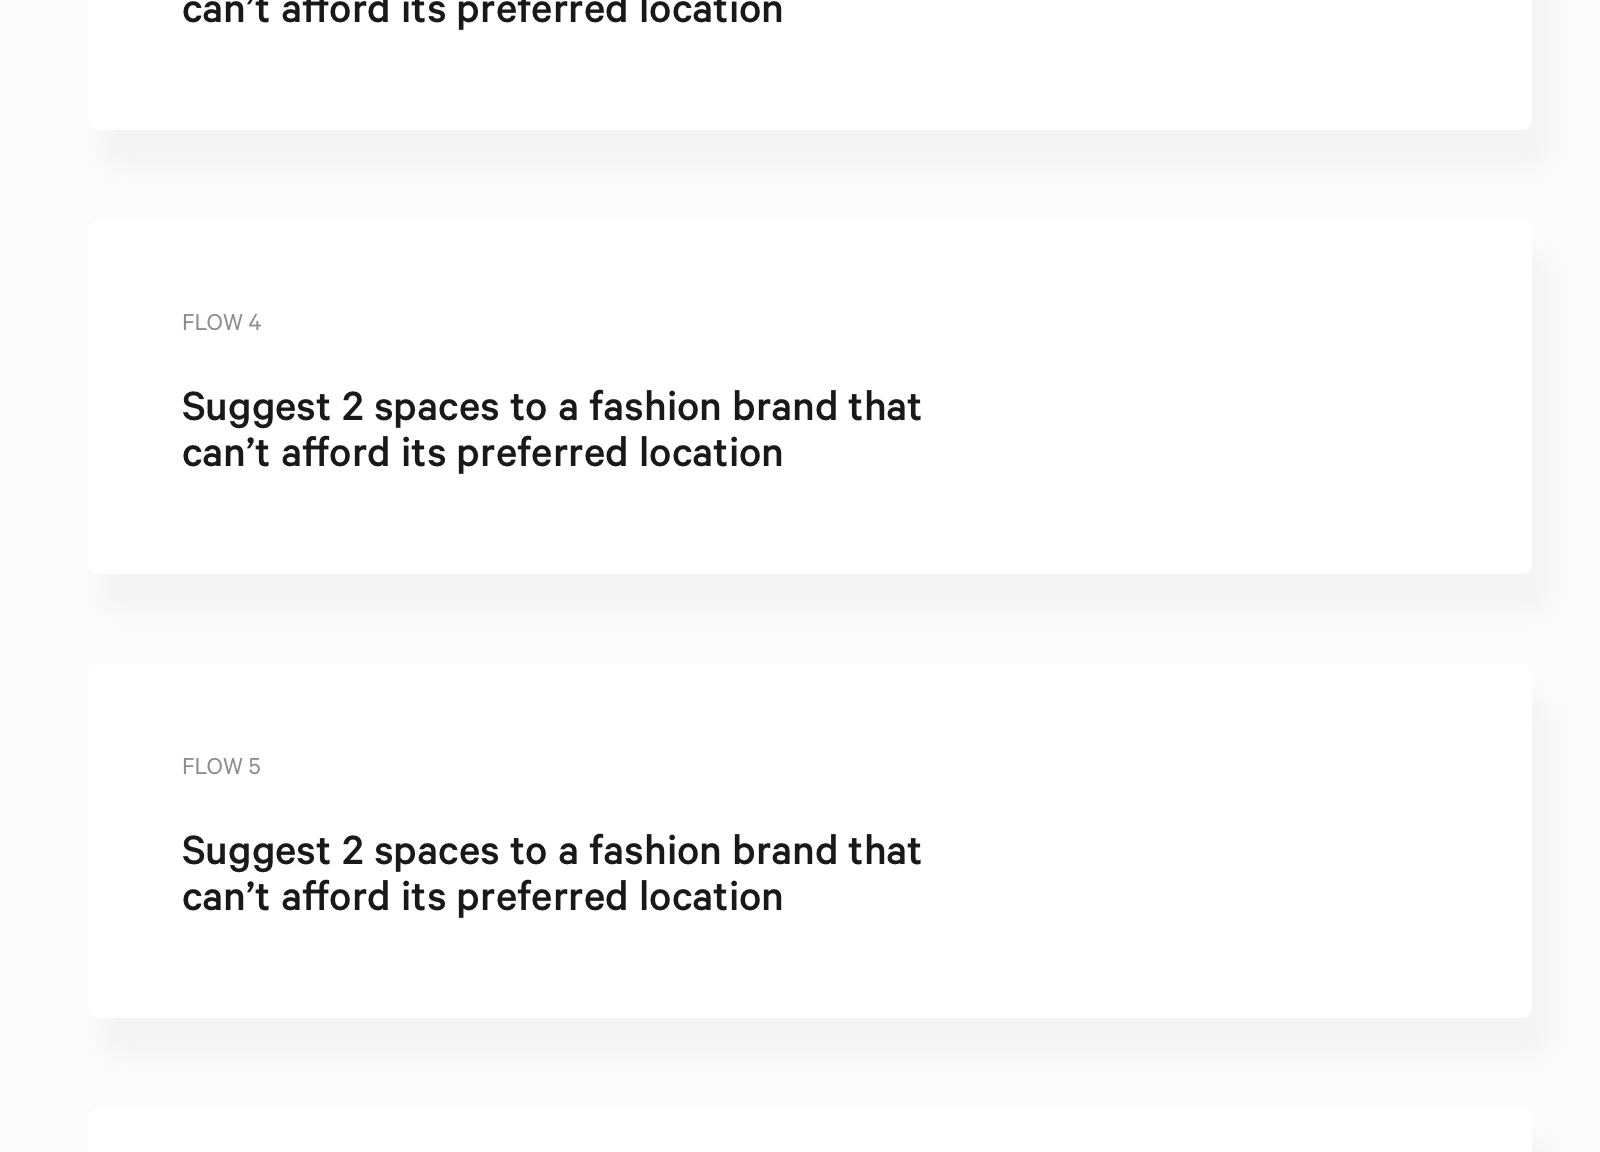 can’t afford its preferred location
FLOW 4
Suggest 2 spaces to a fashion brand that
can’t afford its preferred location
FLOW 5
Suggest 2 spaces to a fashion brand that
can’t afford its preferred location